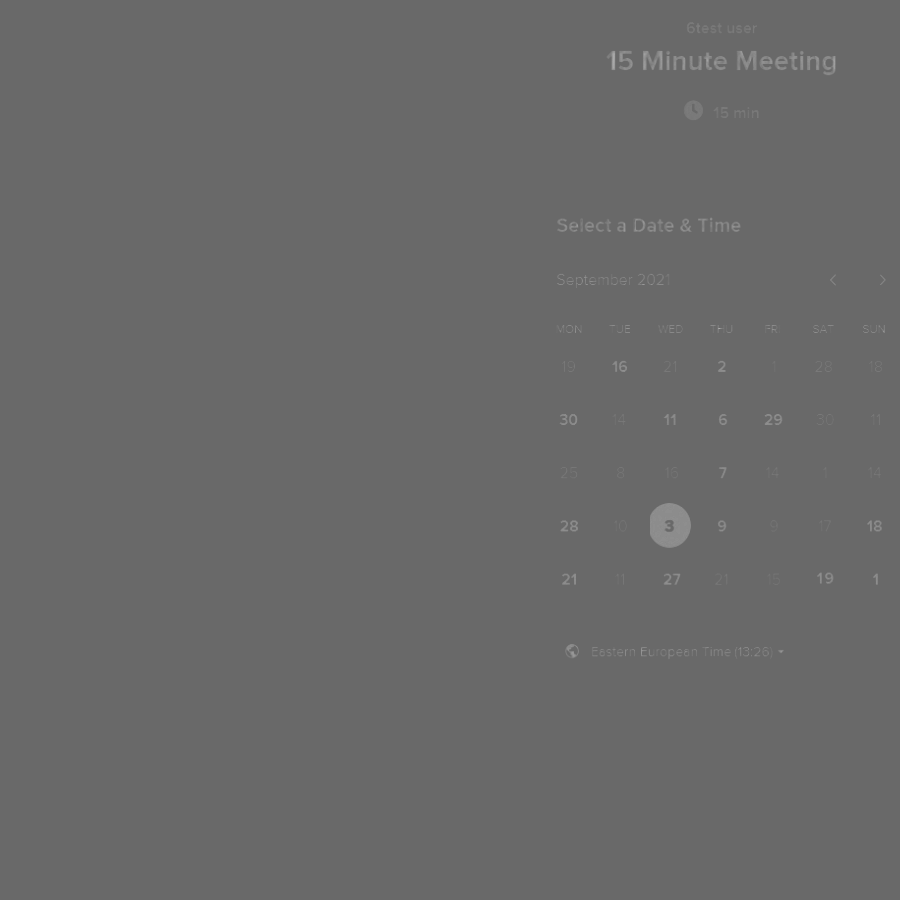 6test user
15 Minute Meeting
15 min
Select a Date & Time
September 2021
MON TUE WED THU FRI SAT SUN
19 16 21 2 1 28 18
30 14 11 6 29 30 11
25 8 16 7 14 1 14
28 10 3 9 9 17 18
21 11 27 21 15 19 1
Eastern European Time (13:26)